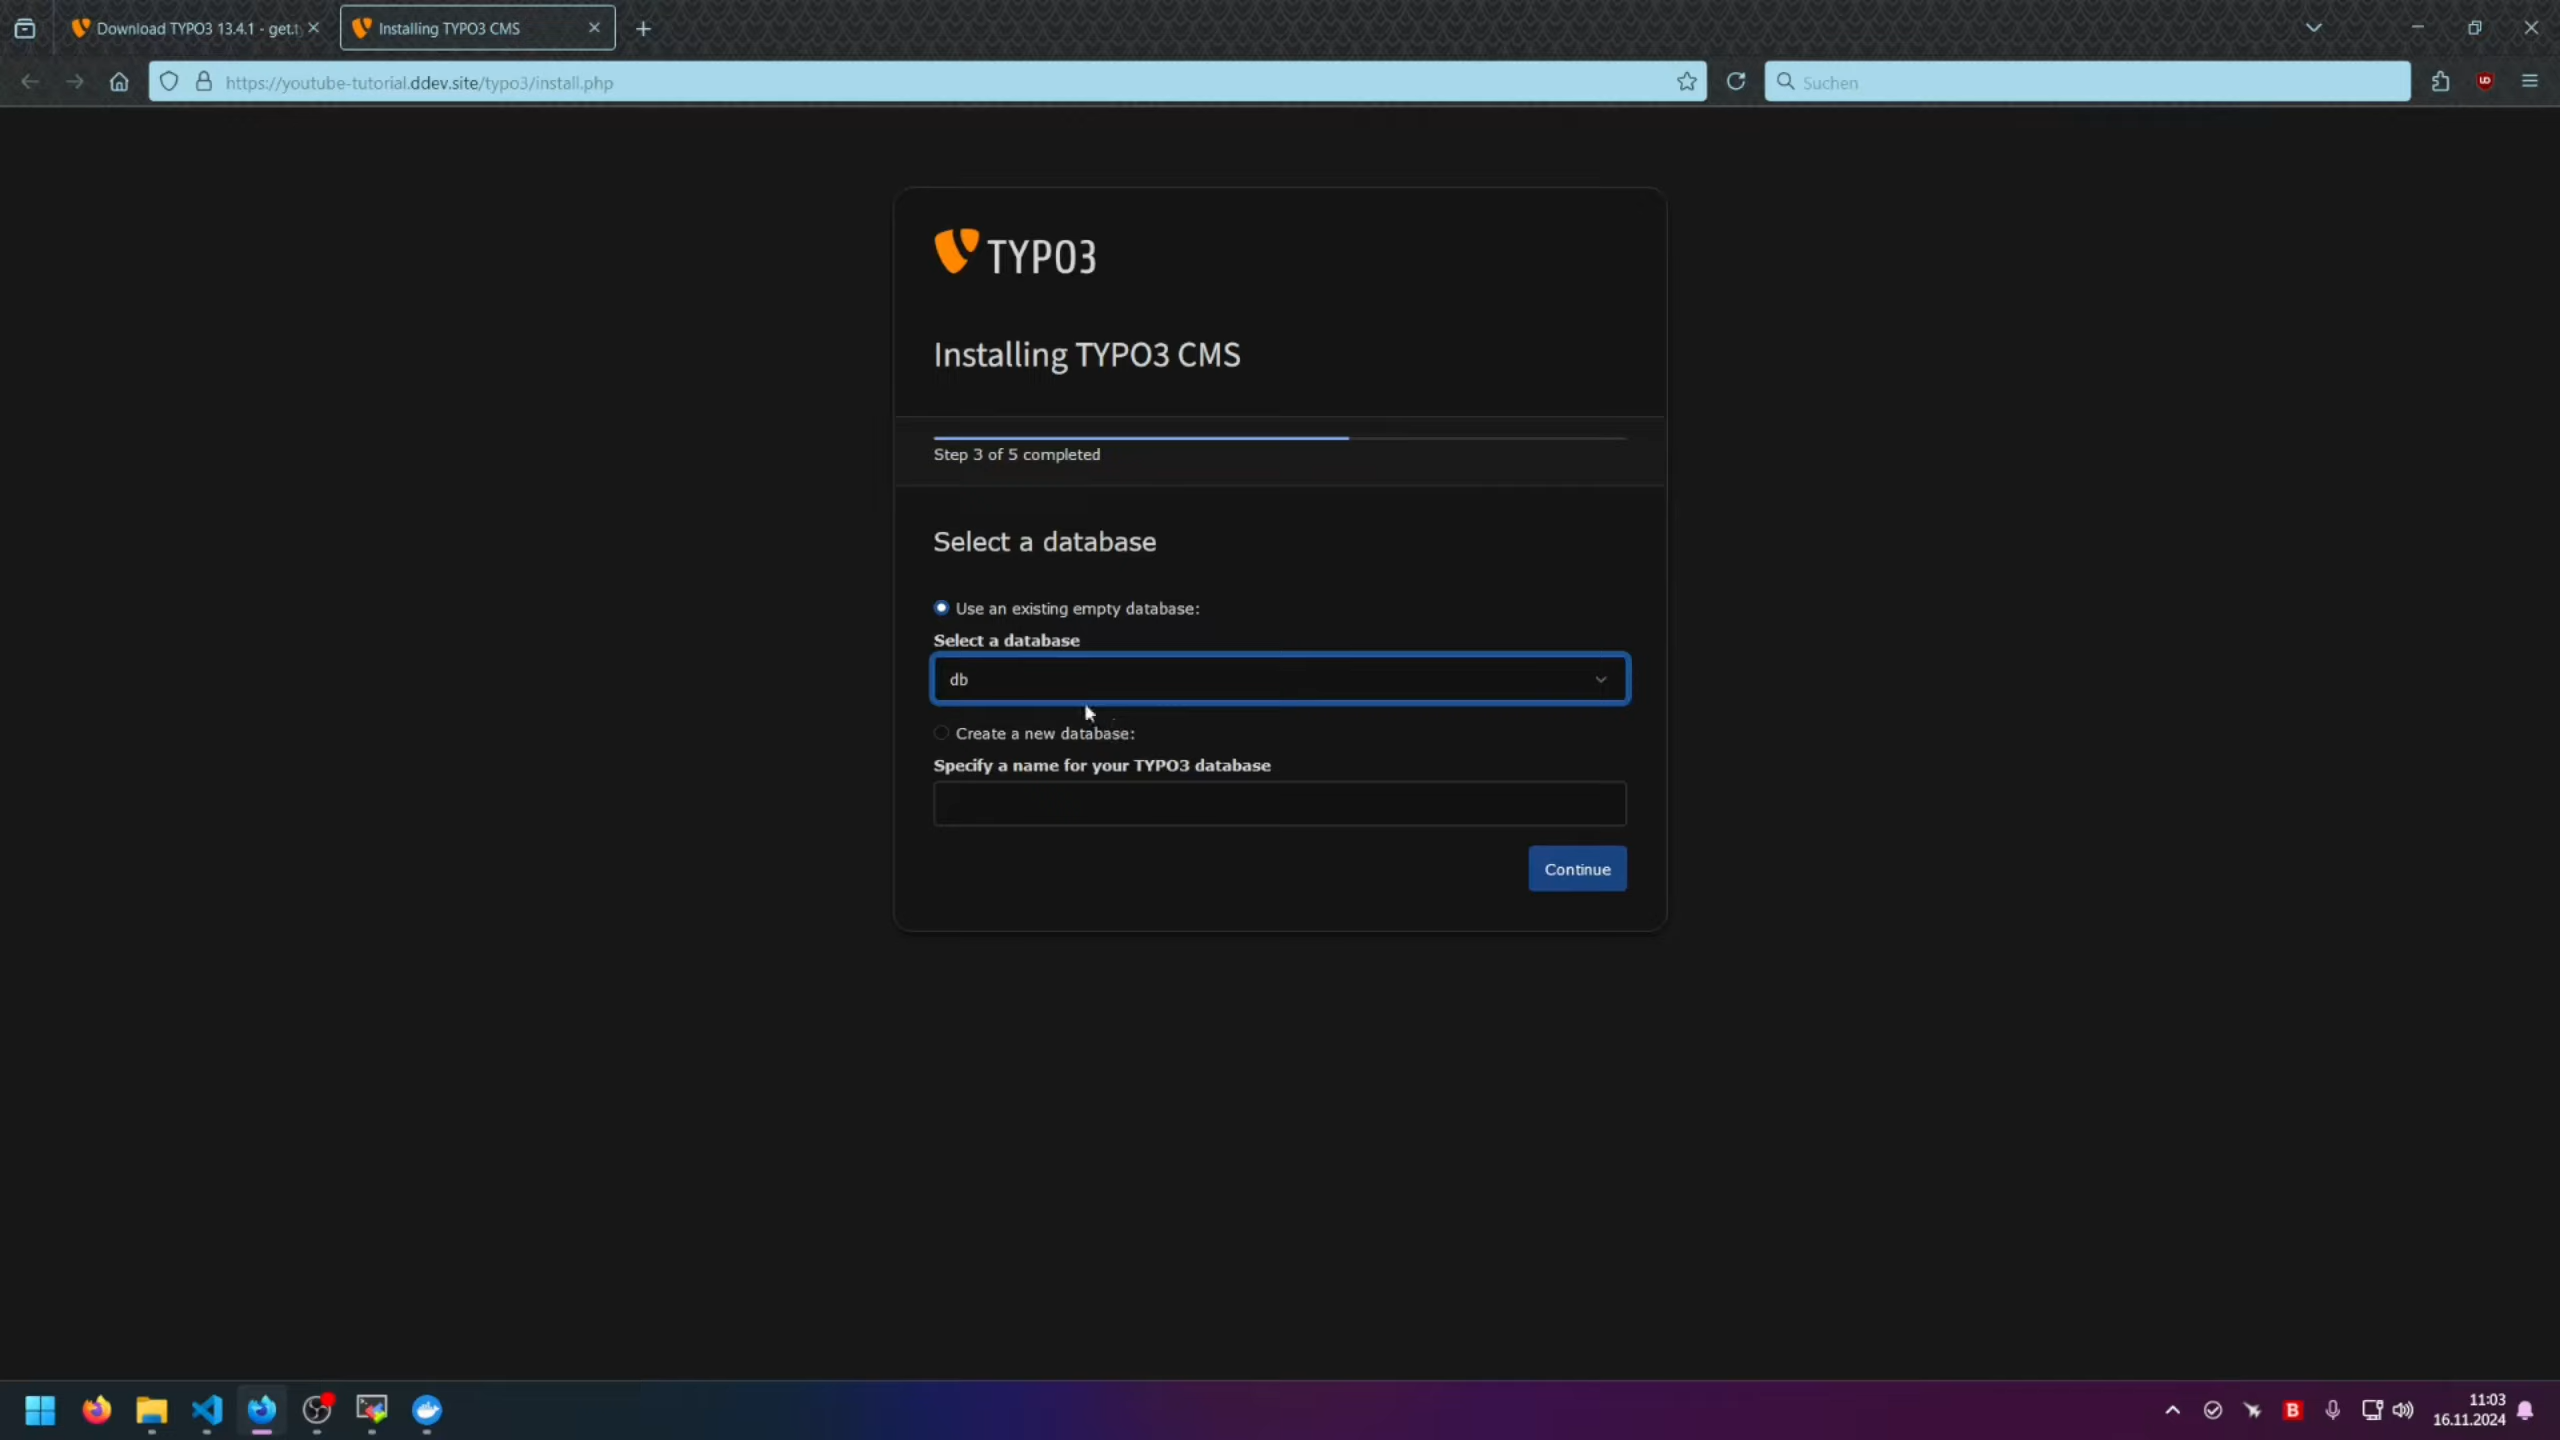 Download TYPO3 13.4.1 - get.t
Installing TYPO3 CMS
https://youtube-tutorial.ddev.site/typo3/install.php
Suchen
TYPO3
Installing TYPO3 CMS
Step 3 of 5 completed
Select a database
Use an existing empty database:
Select a database
db
Create a new database:
Specify a name for your TYPO3 database
Continue
B
11:03
16.11.2024